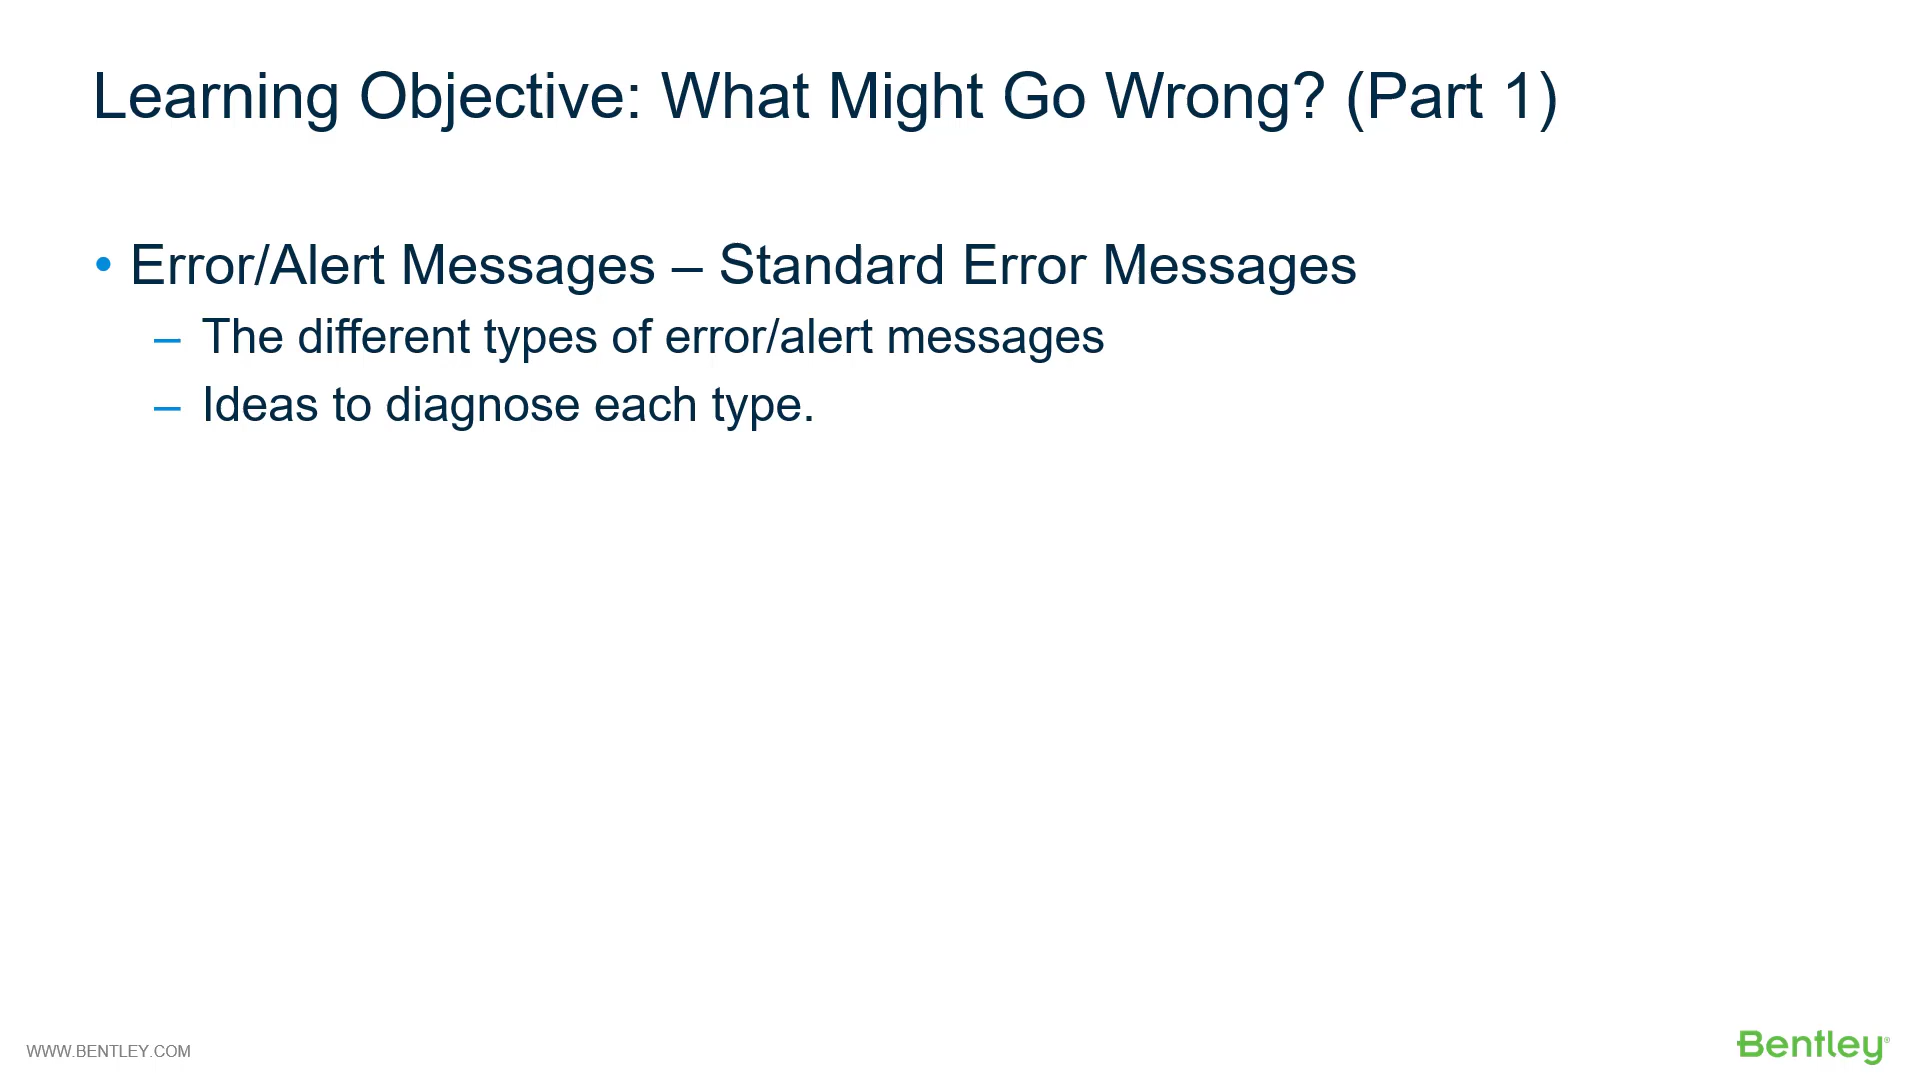 Learning Objective: What Might Go Wrong? (Part 1)
• Error/Alert Messages – Standard Error Messages
– The different types of error/alert messages
– Ideas to diagnose each type.
WWW.BENTLEY.COM
Bentley®